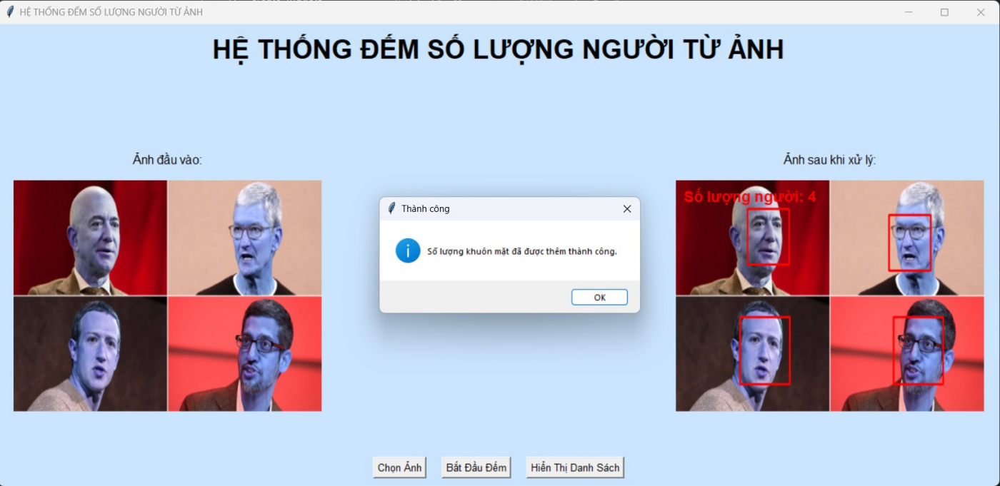 HỆ THỐNG ĐẾM SỐ LƯỢNG NGƯỜI TỪ ẢNH
HỆ THỐNG ĐẾM SỐ LƯỢNG NGƯỜI TỪ ẢNH
Ảnh đầu vào:
Ảnh sau khi xử lý:
Số lượng người: 4
Thành công
Số lượng khuôn mặt đã được thêm thành công.
OK
Chọn Ảnh
Bắt Đầu Đếm
Hiển Thị Danh Sách